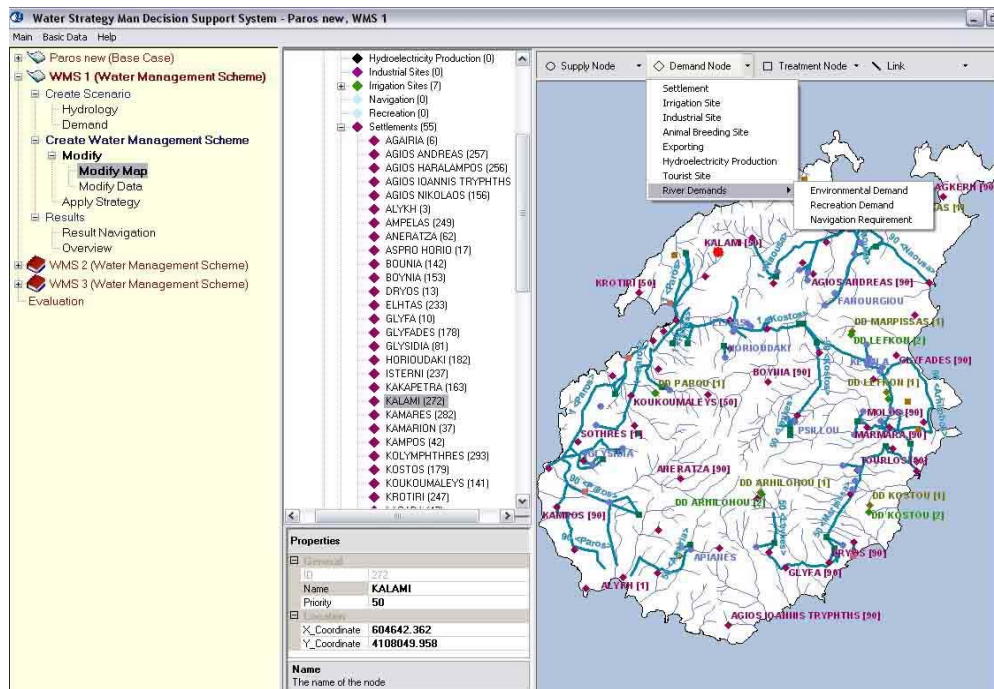 Water Strategy Man Decision Support System - Paros new, WMS 1
Main Basic Data Help
Paros new (Base Case)
WMS 1 (Water Management Scheme)
Create Scenario
Hydrology
Demand
Create Water Management Scheme
Modify
Modify Map
Modify Data
Apply Strategy
Results
Result Navigation
Overview
WMS 2 (Water Management Scheme)
WMS 3 (Water Management Scheme)
Evaluation
Hydroelectricity Production (0)
Industrial Sites (0)
Irrigation Sites (7)
Navigation (0)
Recreation (0)
Settlements (55)
AGAIRIA (6)
AGIOS ANDREAS (257)
AGIOS HARALAMPOS (256)
AGIOS IOANNIS TRYPHTHS
AGIOS NIKOLAOS (156)
ALYKH (3)
AMPELAS (249)
ANERATZA (62)
ASPRO HORIO (17)
BOUNIA (142)
BOYNIA (153)
DRYOS (13)
ELHTAS (233)
GLYFA (10)
GLYFADES (178)
GLYSIDIA (81)
HORIOUDAKI (182)
ISTERNI (237)
KAKAPETRA (163)
KALAMI (272)
KAMARES (282)
KAMARION (37)
KAMPOS (42)
KOLYMPHTHRES (293)
KOSTOS (179)
KOUKOUMALEYS (141)
KROTIRI (247)
Properties
General
ID 272
Name KALAMI
Priority 50
Location
X_Coordinate 604642.362
Y_Coordinate 4108049.958
Name
The name of the node
Supply Node Demand Node Treatment Node Link
Settlement
Irrigation Site
Industrial Site
Animal Breeding Site
Exporting
Hydroelectricity Production
Tourist Site
River Demands
Environmental Demand
Recreation Demand
Navigation Requirement
KALAMI [50]
KROTIRI [50]
AGIOS ANDREAS [90]
FANOURGIOU
DD MARPISSAS [1]
DD LEFKON [2]
HORIOUDAKI
GLYFADES [90]
BOYNIA [90]
DD PAROU [1]
DD LEFKON [1]
KOUKOUMALEYS [50]
MOLOS [90]
PSILLOU
MARMARA [90]
SOTHRES [1]
GLYSIDIA
TOURLOS [90]
ANERATZA [90]
DD ARHILOHOU [1]
DD ARHILOHOU
DD KOSTOU [1]
DD KOSTOU [2]
KAMPOS [90]
APIANES
DRYOS [90]
GLYFA [90]
ALYKH [1]
AGIOS IOANNIS TRYPHTHS [90]